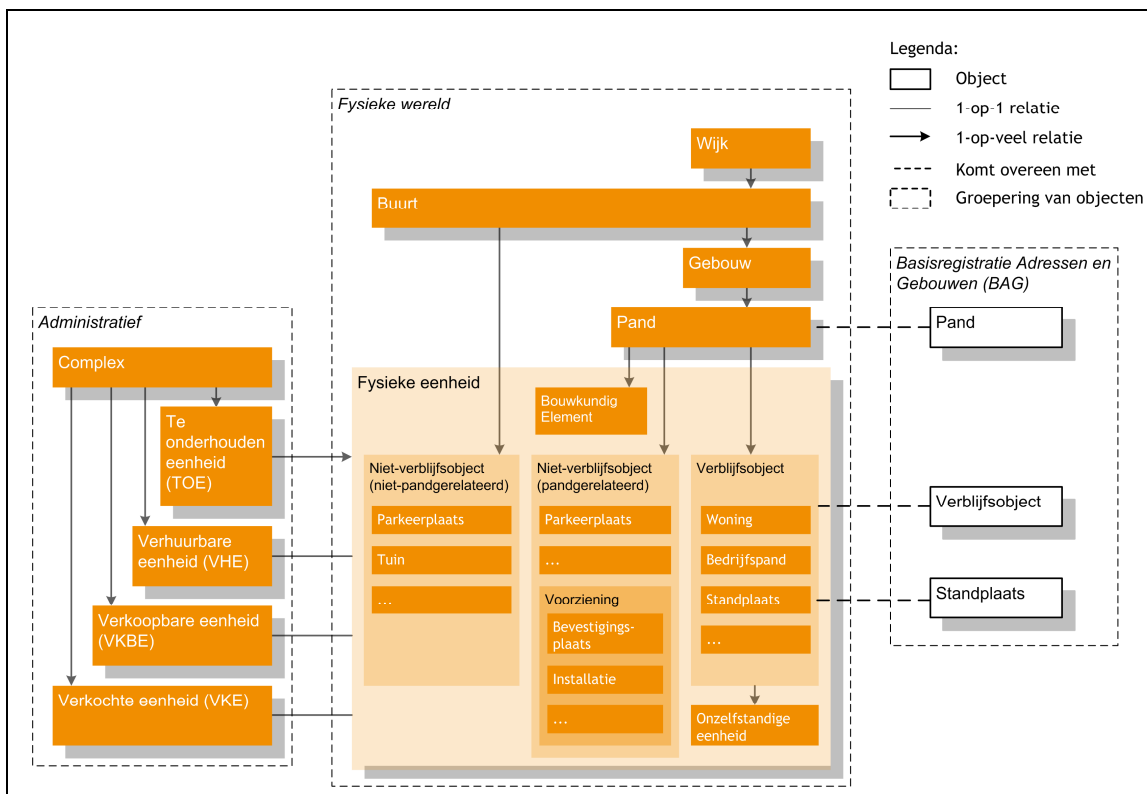 Legenda:
Object
1-op-1 relatie
1-op-veel relatie
Komt overeen met
Groepering van objecten
Fysieke wereld
Wijk
Buurt
Gebouw
Pand
Basisregistratie Adressen en
Gebouwen (BAG)
Pand
Verblijfsobject
Standplaats
Administratief
Complex
Te
onderhouden
eenheid
(TOE)
Verhuurbare
eenheid (VHE)
Verkoopbare eenheid
(VKBE)
Verkochte eenheid (VKE)
Fysieke eenheid
Bouwkundig
Element
Niet-verblijfsobject
(niet-pandgerelateerd)
Parkeerplaats
Tuin
...
Niet-verblijfsobject
(pandgerelateerd)
Parkeerplaats
...
Voorziening
Bevestigings-
plaats
Installatie
...
Verblijfsobject
Woning
Bedrijfspand
Standplaats
...
Onzelfstandige
eenheid